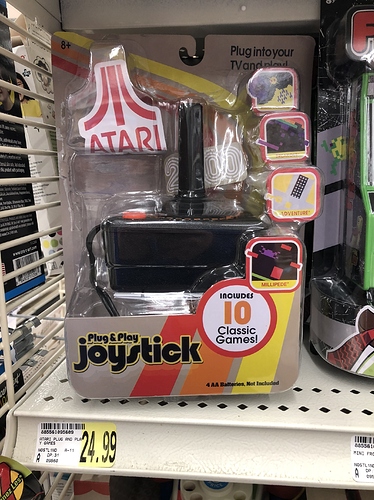 8+
Plug into your
TV and play!
ATARI
2600
ADVENTURE
MILLIPEDE
INCLUDES
10
Classic
Games!
Plug & Play
joystick
4 AA Batteries, Not Included
24.99